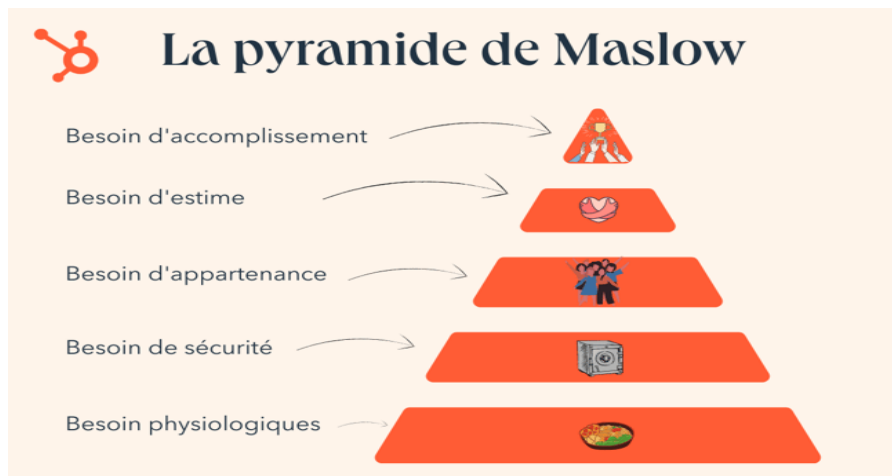 La pyramide de Maslow
Besoin d'accomplissement
Besoin d'estime
Besoin d'appartenance
Besoin de sécurité
Besoin physiologiques